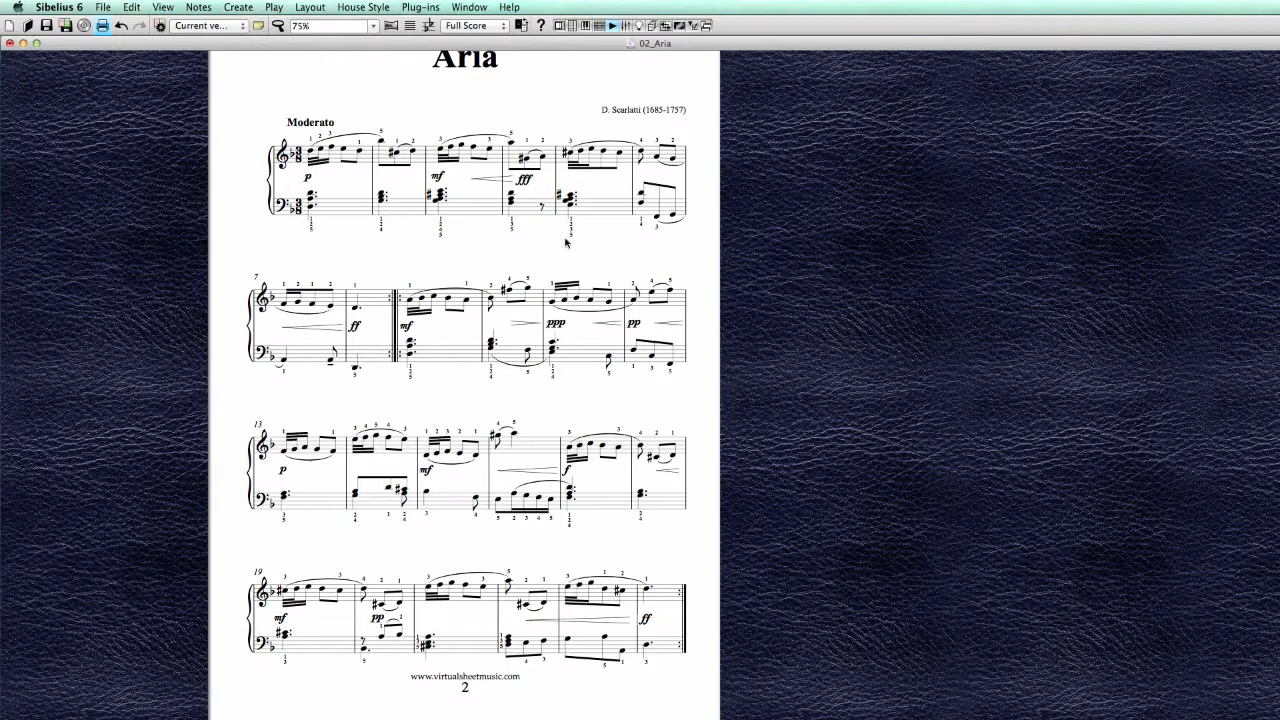 Sibelius 6 File Edit View Notes Create Play Layout House Style Plug-ins Window Help
Current ve... 75% Full Score
02_Aria
Aria
D. Scarlatti (1685-1757)
Moderato
p mf fff
7
ff mf ppp pp
13
p mf f
19
mf pp ff
www.virtualsheetmusic.com
2